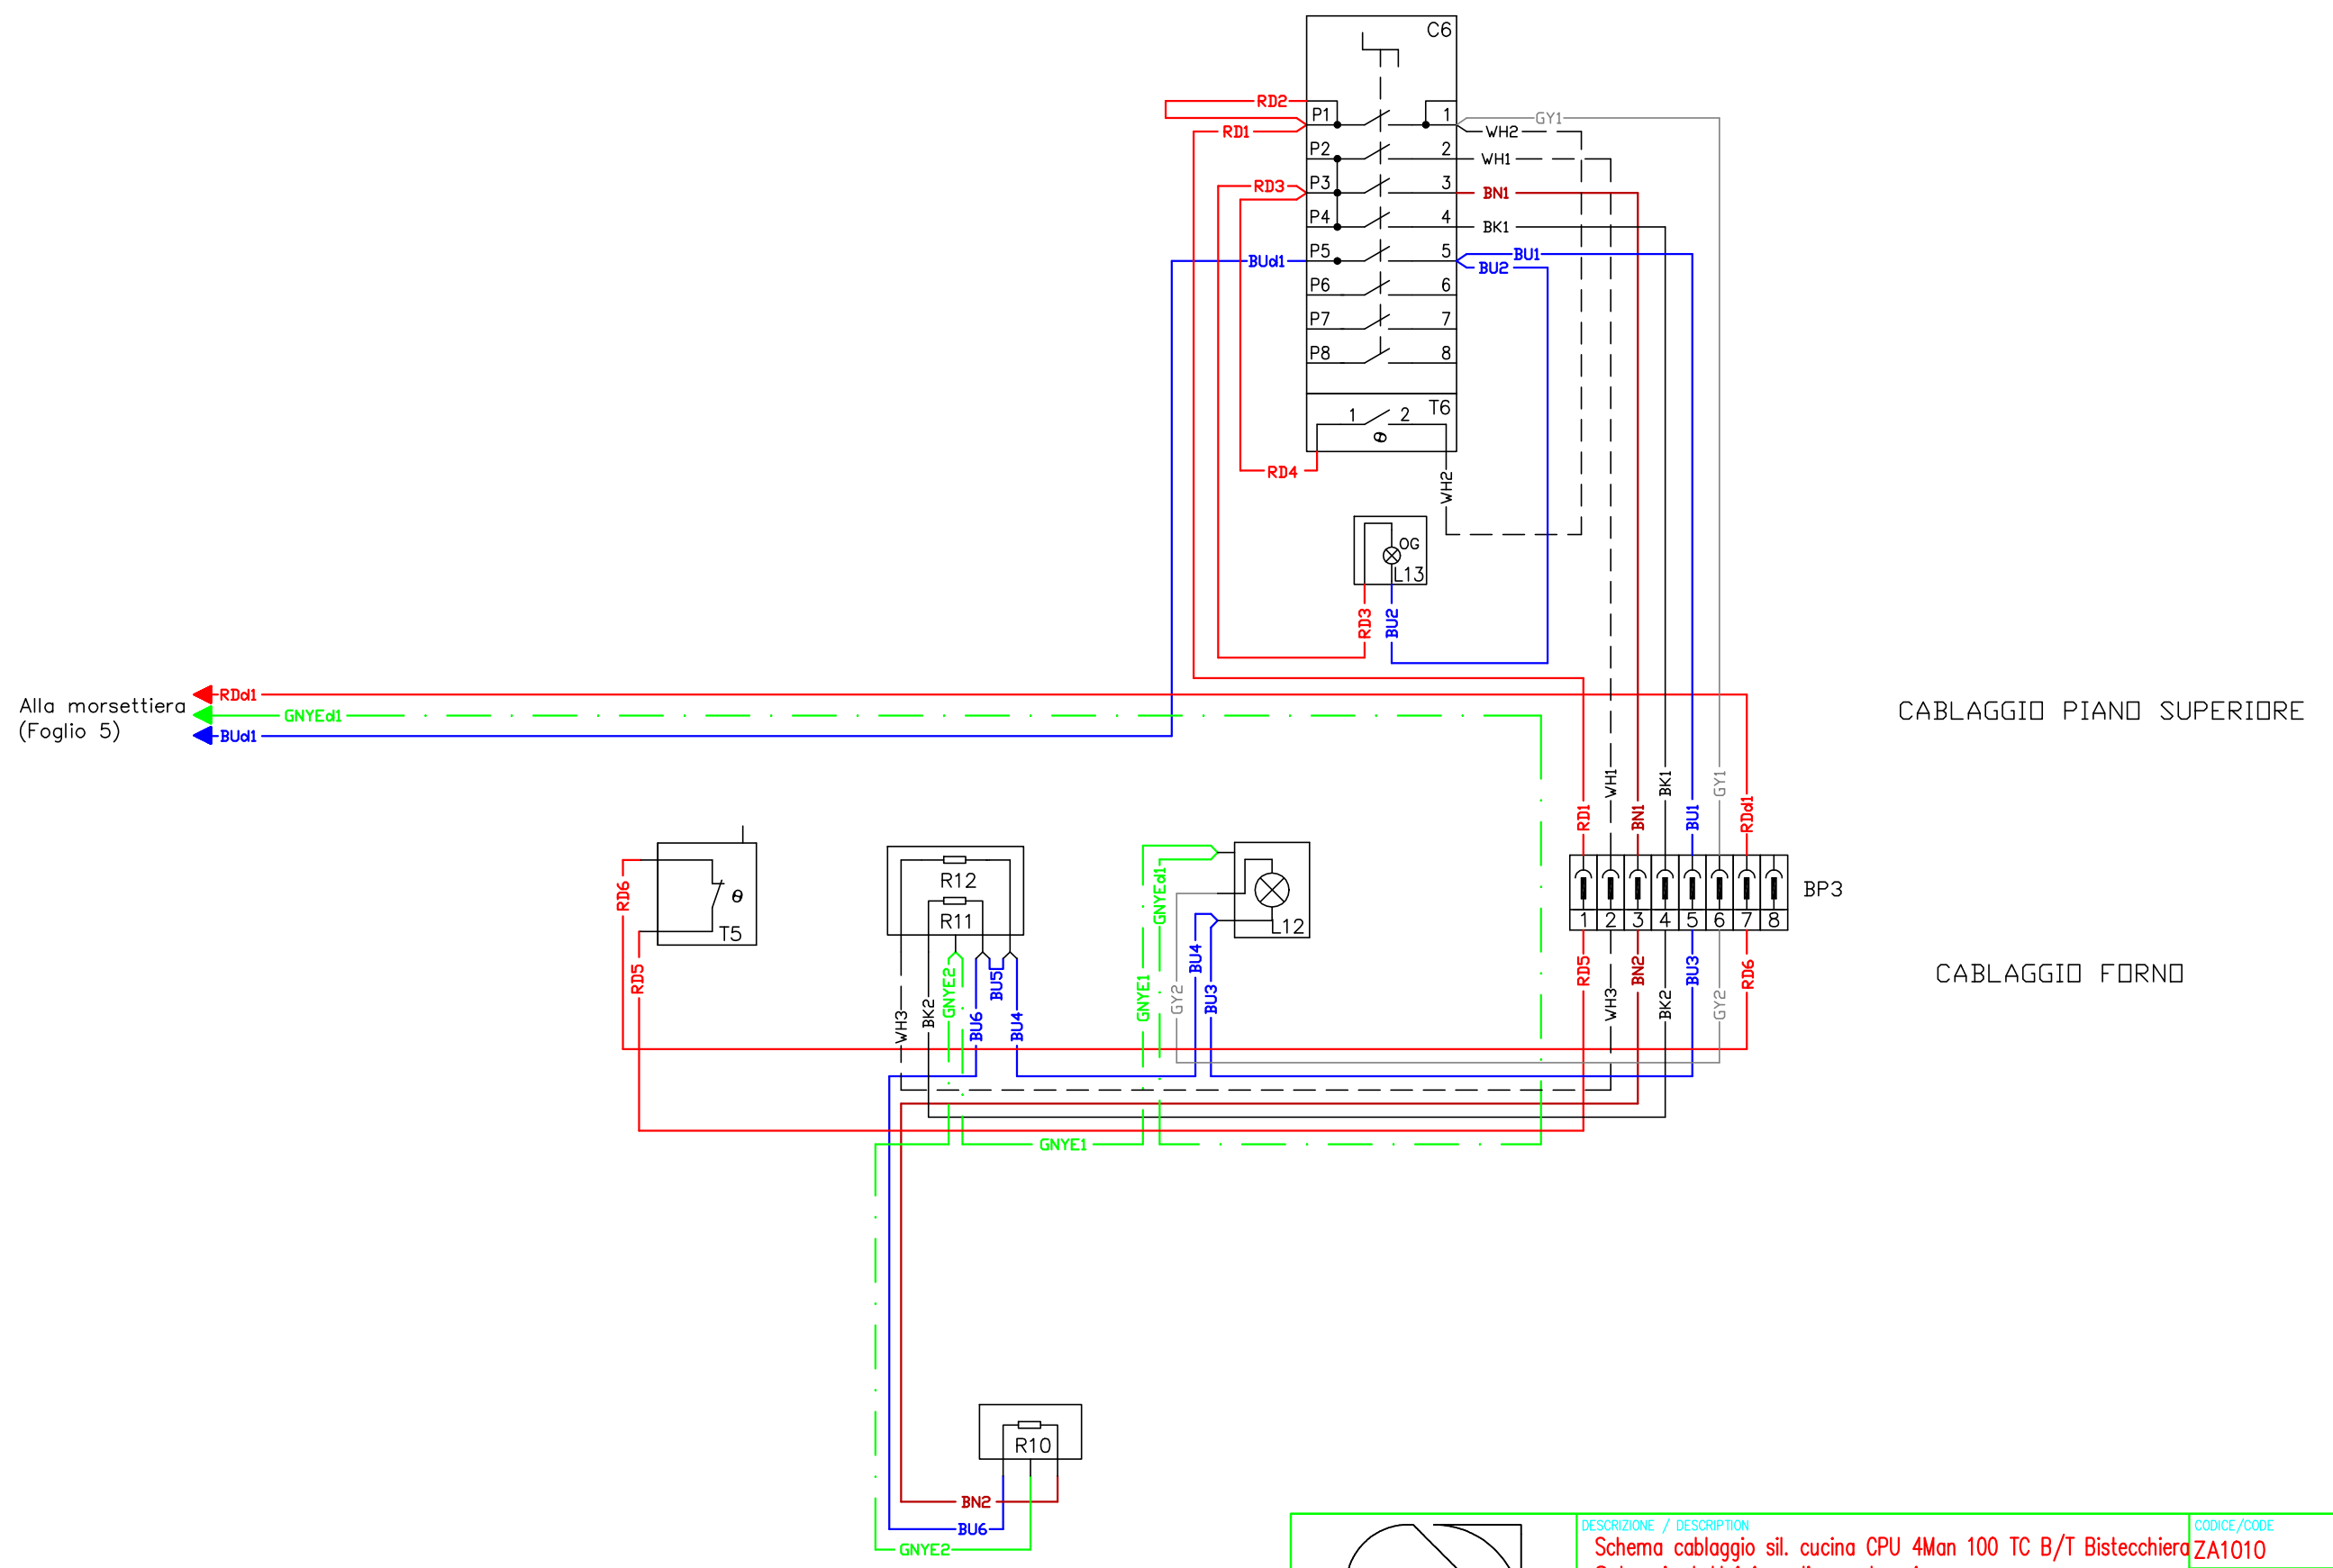 C6
RD2
P1
1
GY1
RD1
WH2
P2
2
WH1
RD3
P3
3
BN1
P4
4
BK1
BUd1
P5
5
BU1
BU2
P6
6
P7
7
P8
8
T6
1
2
θ
RD4
WH2
OG
L13
RD3
BU2
Alla morsettiera
(Foglio 5)
RDd1
GNYEd1
BUd1
CABLAGGIO PIANO SUPERIORE
RD1
WH1
BN1
BK1
BU1
GY1
RDd1
RD6
θ
T5
RD5
R12
R11
L12
GNYEd1
BP3
1 2 3 4 5 6 7 8
CABLAGGIO FORNO
WH3
BK2
GNYE2
BU6
BU5
BU4
GNYE1
GY2
BU4
BU3
RD5
WH3
BN2
BK2
BU3
GY2
RD6
GNYE1
R10
BN2
BU6
GNYE2
DESCRIZIONE / DESCRIPTION
Schema cablaggio sil. cucina CPU 4Man 100 TC B/T Bistecchiera
CODICE/CODE
ZA1010